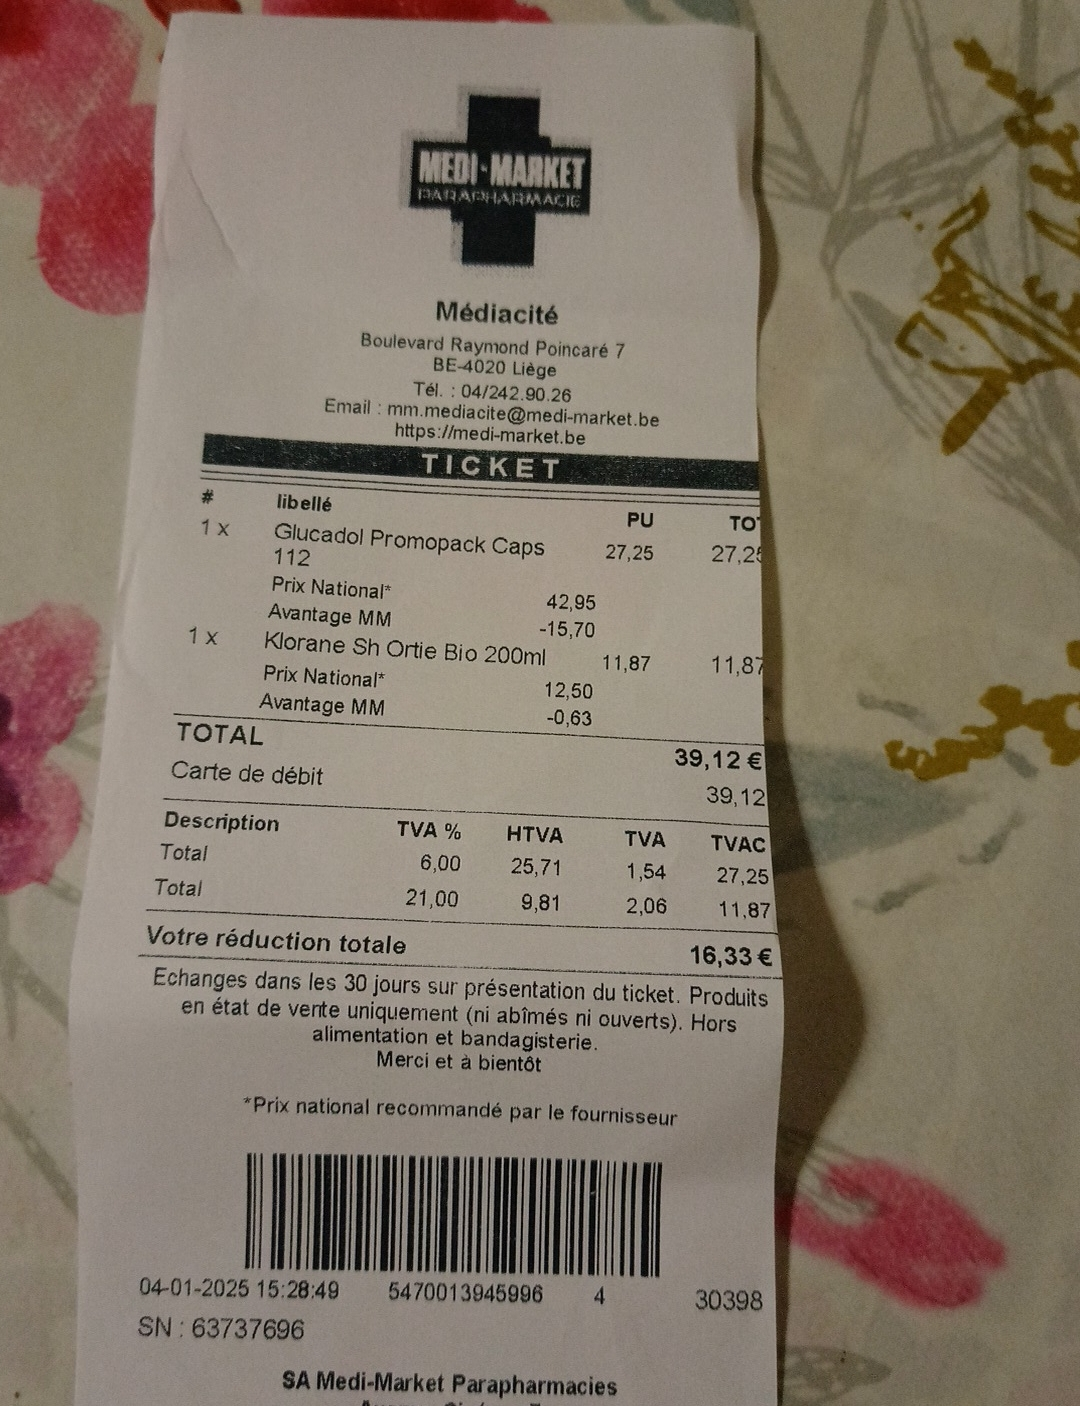 MEDI-MARKET
PARAPHARMACIE
Médiacité
Boulevard Raymond Poincaré 7
BE-4020 Liège
Tél. : 04/242.90.26
Email : mm.mediacite@medi-market.be
https://medi-market.be
TICKET
# libellé PU TOT
1 x Glucadol Promopack Caps 27,25 27,25
112
Prix National* 42,95
Avantage MM -15,70
1 x Klorane Sh Ortie Bio 200ml 11,87 11,87
Prix National* 12,50
Avantage MM -0,63
TOTAL 39,12 €
Carte de débit 39,12
Description TVA % HTVA TVA TVAC
Total 6,00 25,71 1,54 27,25
Total 21,00 9,81 2,06 11,87
Votre réduction totale 16,33 €
Echanges dans les 30 jours sur présentation du ticket. Produits
en état de vente uniquement (ni abîmés ni ouverts). Hors
alimentation et bandagisterie.
Merci et à bientôt
*Prix national recommandé par le fournisseur
04-01-2025 15:28:49 5470013945996 4 30398
SN : 63737696
SA Medi-Market Parapharmacies